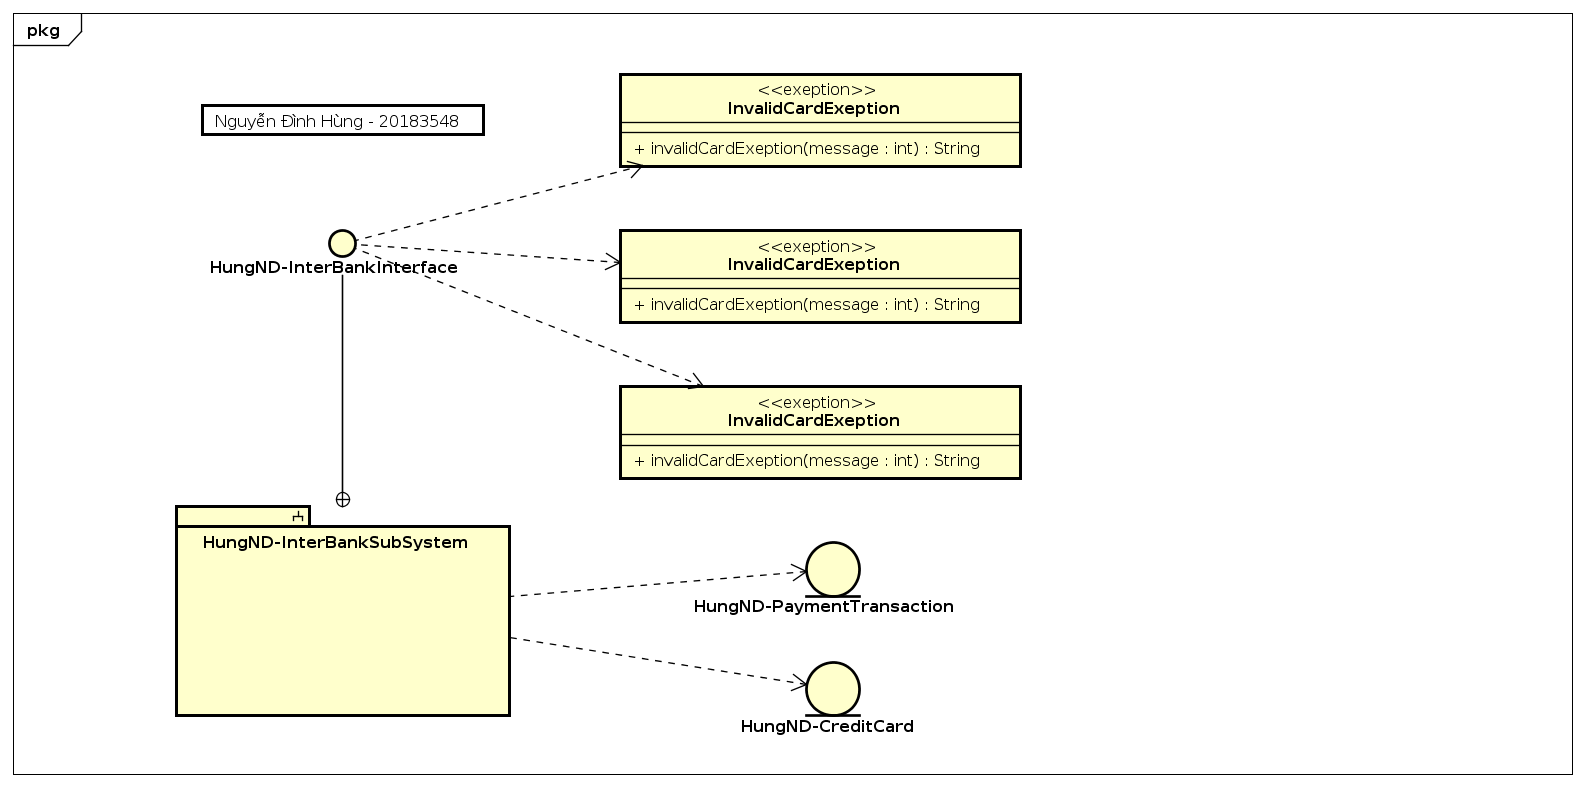 pkg
Nguyễn Đình Hùng - 20183548
<<exeption>>
InvalidCardExeption
+ invalidCardExeption(message : int) : String
HungND-InterBankInterface
<<exeption>>
InvalidCardExeption
+ invalidCardExeption(message : int) : String
<<exeption>>
InvalidCardExeption
+ invalidCardExeption(message : int) : String
HungND-InterBankSubSystem
HungND-PaymentTransaction
HungND-CreditCard